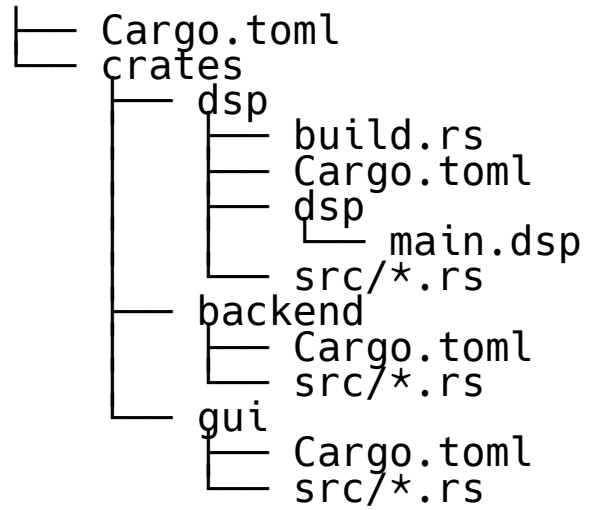 Cargo.toml
crates
dsp
build.rs
Cargo.toml
dsp
main.dsp
src/*.rs
backend
Cargo.toml
src/*.rs
gui
Cargo.toml
src/*.rs